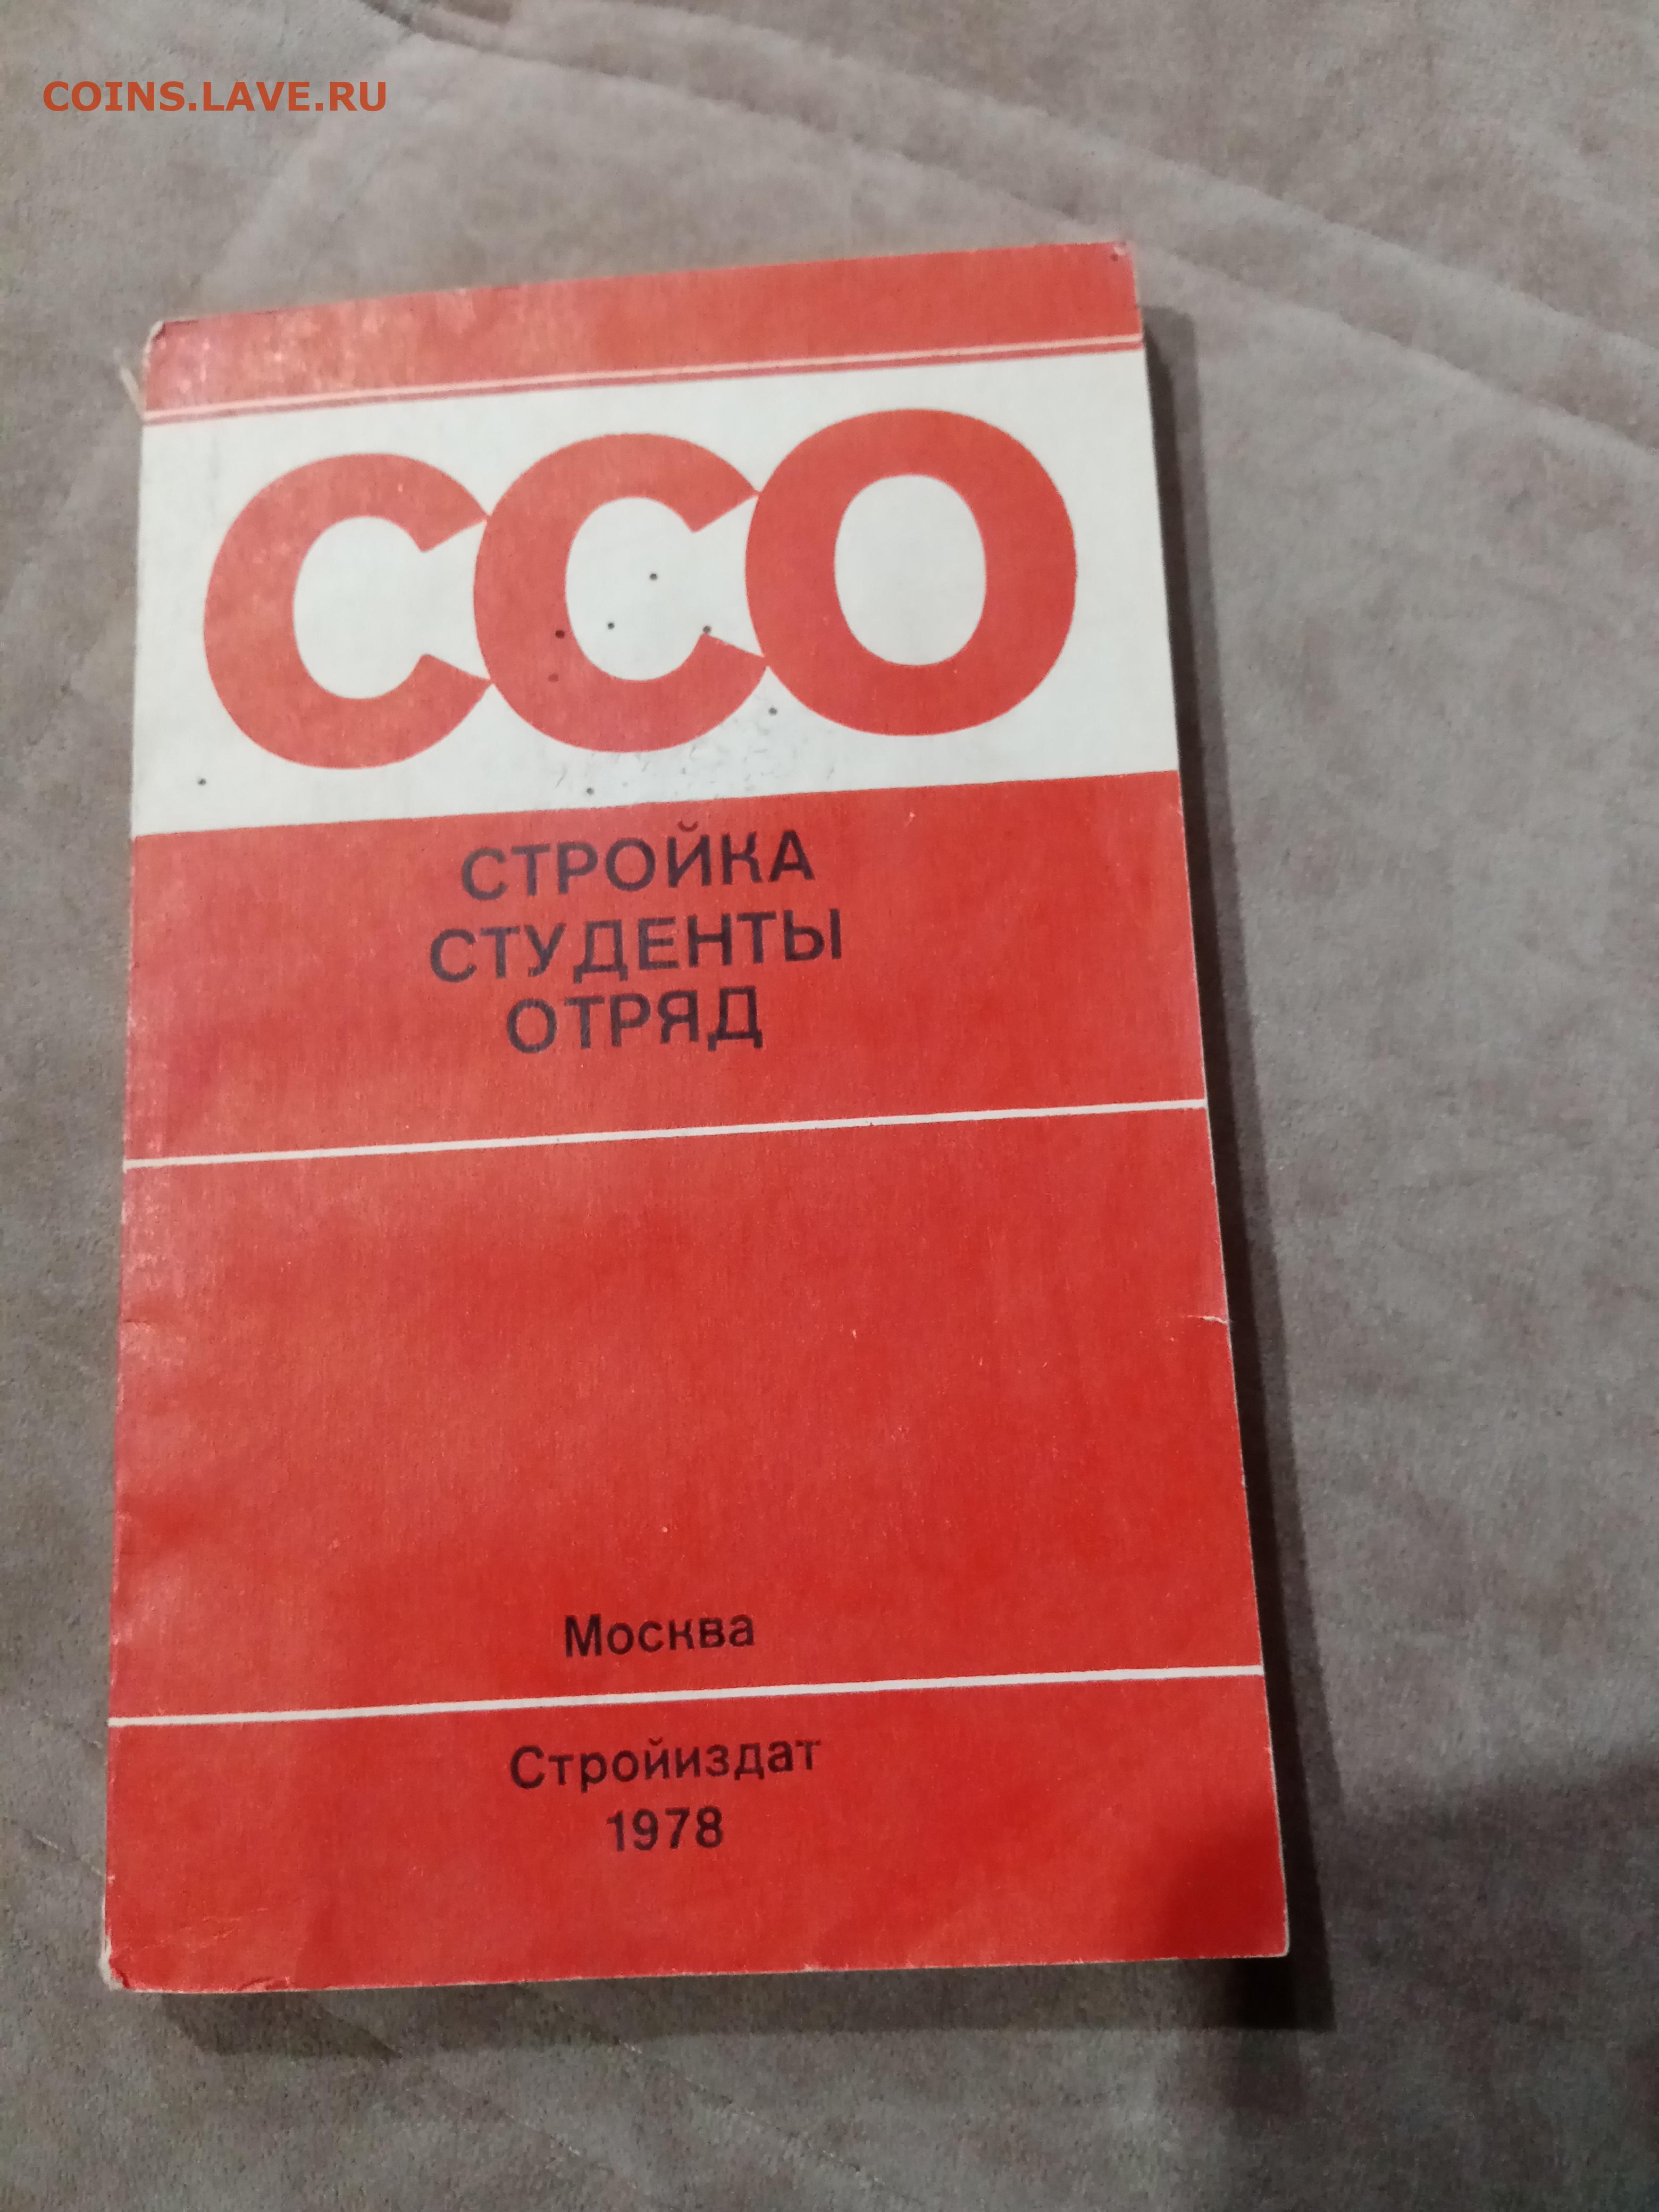 COINS.LAVE.RU
ССО
СТРОЙКА
СТУДЕНТЫ
ОТРЯД
Москва
Стройиздат
1978